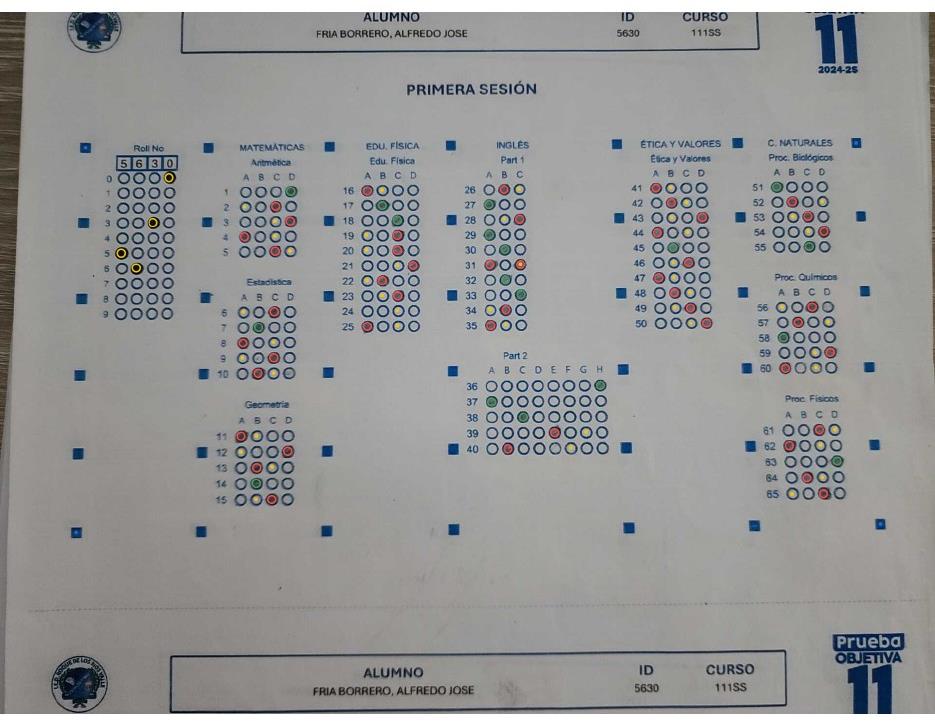 ALUMNO ID CURSO
FRIA BORRERO, ALFREDO JOSE 5630 111SS
OBJETIVA
11
2024-25
PRIMERA SESIÓN
Roll No
5 6 3 0
0
1
2
3
4
5
6
7
8
9
MATEMÁTICAS
Aritmética
A B C D
1
2
3
4
5
Estadística
A B C D
6
7
8
9
10
Geometría
A B C D
11
12
13
14
15
EDU. FÍSICA
Edu. Física
A B C D
16
17
18
19
20
21
22
23
24
25
INGLÉS
Part 1
A B C
26
27
28
29
30
31
32
33
34
35
Part 2
A B C D E F G H
36
37
38
39
40
ÉTICA Y VALORES
Ética y Valores
A B C D
41
42
43
44
45
46
47
48
49
50
C. NATURALES
Proc. Biológicos
A B C D
51
52
53
54
55
Proc. Químicos
A B C D
56
57
58
59
60
Proc. Físicos
A B C D
61
62
63
64
65
ALUMNO ID CURSO
FRIA BORRERO, ALFREDO JOSE 5630 111SS
Prueba
OBJETIVA
11